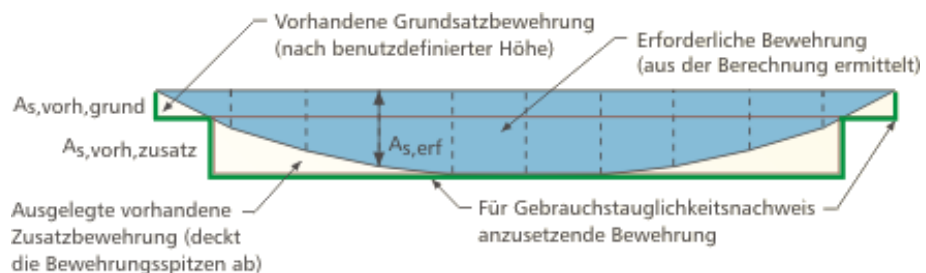 Vorhandene Grundsatzbewehrung
(nach benutzdefinierter Höhe)
Erforderliche Bewehrung
(aus der Berechnung ermittelt)
As,vorh,grund
As,vorh,zusatz
As,erf
Ausgelegte vorhandene
Zusatzbewehrung (deckt
die Bewehrungsspitzen ab)
Für Gebrauchstauglichkeitsnachweis
anzusetzende Bewehrung